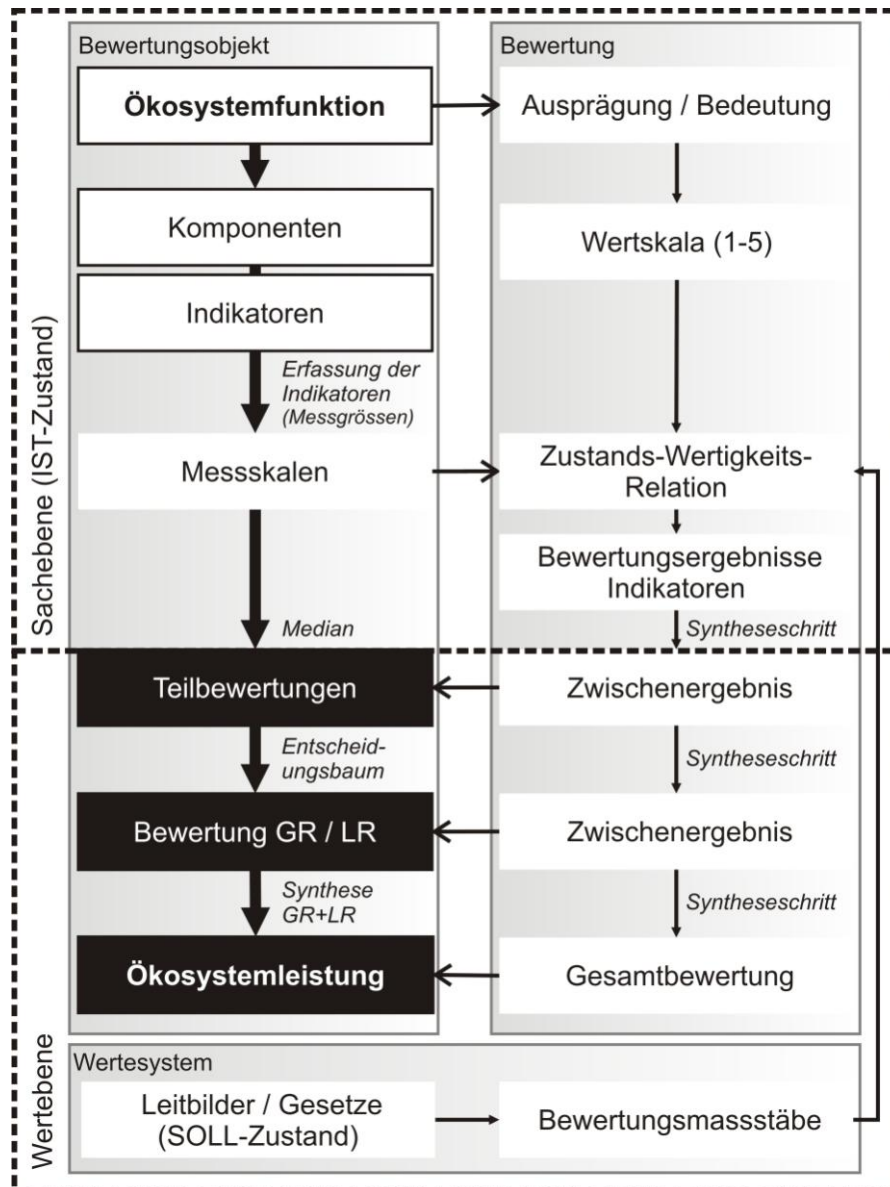 Bewertungsobjekt
Ökosystemfunktion
Komponenten
Indikatoren
Erfassung der
Indikatoren
(Messgrössen)
Messskalen
Median
Teilbewertungen
Entscheid-
ungsbaum
Bewertung GR / LR
Synthese
GR+LR
Ökosystemleistung
Bewertung
Ausprägung / Bedeutung
Wertskala (1-5)
Zustands-Wertigkeits-
Relation
Bewertungsergebnisse
Indikatoren
Syntheseschritt
Zwischenergebnis
Syntheseschritt
Zwischenergebnis
Syntheseschritt
Gesamtbewertung
Sachebene (IST-Zustand)
Wertebene
Wertesystem
Leitbilder / Gesetze
(SOLL-Zustand)
Bewertungsmassstäbe